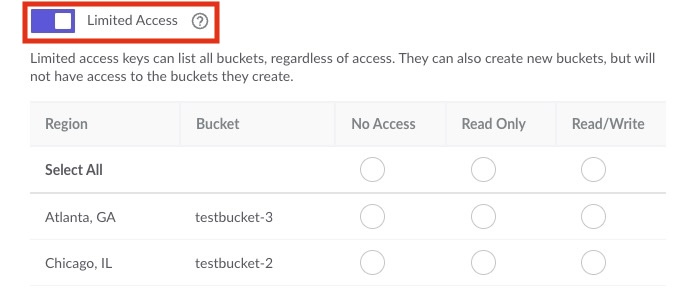 Limited Access ?
Limited access keys can list all buckets, regardless of access. They can also create new buckets, but will
not have access to the buckets they create.
Region Bucket No Access Read Only Read/Write
Select All
Atlanta, GA testbucket-3
Chicago, IL testbucket-2